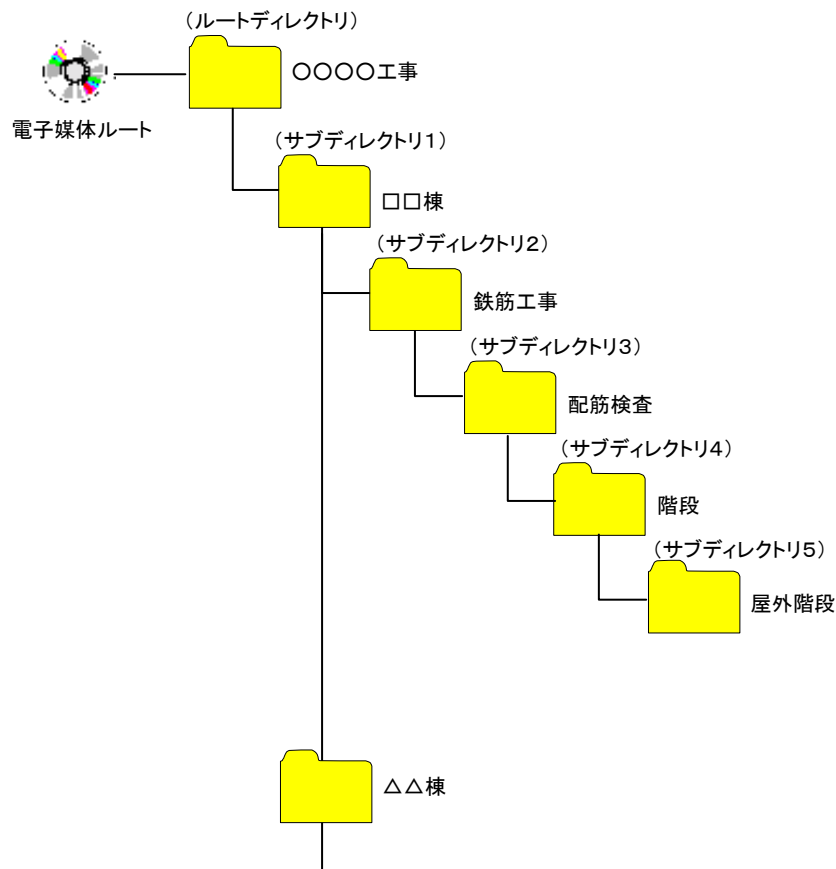 (ルートディレクトリ)
〇〇〇〇工事
電子媒体ルート
(サブディレクトリ1)
□□棟
(サブディレクトリ2)
鉄筋工事
(サブディレクトリ3)
配筋検査
(サブディレクトリ4)
階段
(サブディレクトリ5)
屋外階段
△△棟